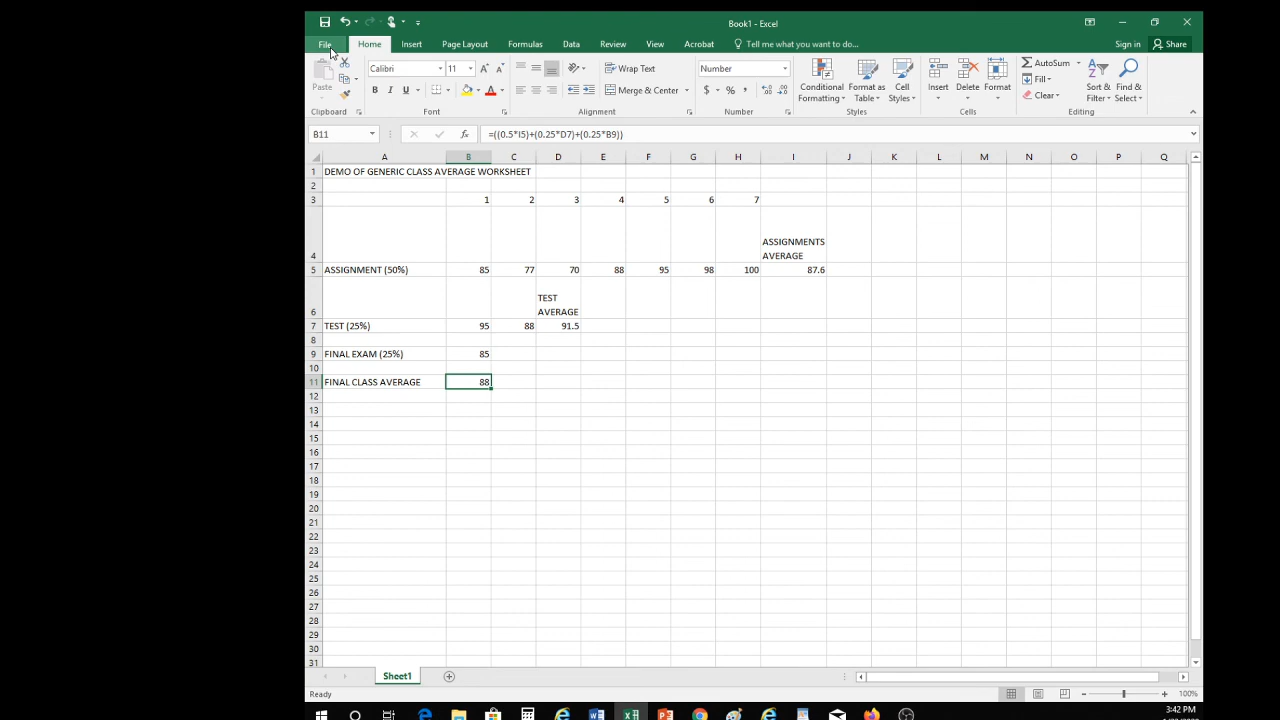 Book1 - Excel
File Home Insert Page Layout Formulas Data Review View Acrobat Tell me what you want to do... Sign in Share
Calibri 11 Wrap Text Number AutoSum
Paste B I U Merge & Center $ % , Conditional Formatting Format as Table Cell Styles Insert Delete Format Fill Clear Sort & Filter Find & Select
Clipboard Font Alignment Number Styles Cells Editing
B11 fx =((0.5*I5)+(0.25*D7)+(0.25*B9))
A B C D E F G H I J K L M N O P Q
1 DEMO OF GENERIC CLASS AVERAGE WORKSHEET
2
3 1 2 3 4 5 6 7
4 ASSIGNMENTS AVERAGE
5 ASSIGNMENT (50%) 85 77 70 88 95 98 100 87.6
6 TEST AVERAGE
7 TEST (25%) 95 88 91.5
8
9 FINAL EXAM (25%) 85
10
11 FINAL CLASS AVERAGE 88
12
13
14
15
16
17
18
19
20
21
22
23
24
25
26
27
28
29
30
31
Sheet1
Ready 100%
3:42 PM